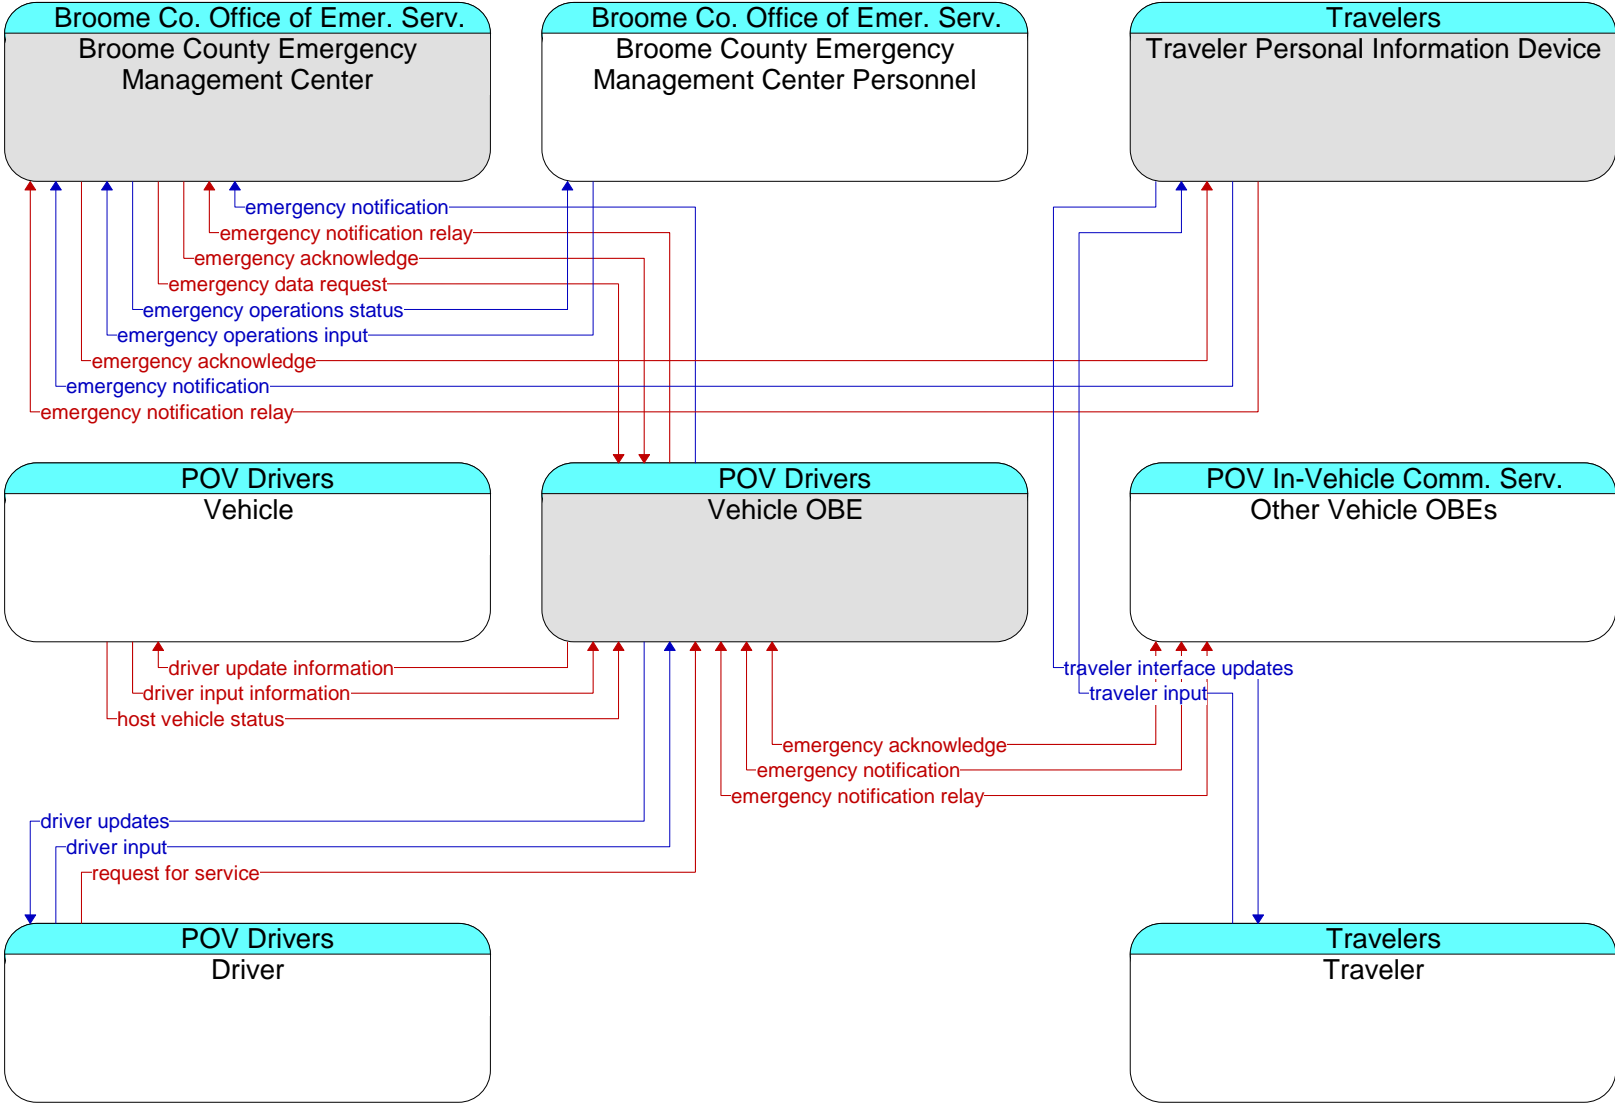 Broome Co. Office of Emer. Serv.
Broome County Emergency
Management Center
Broome Co. Office of Emer. Serv.
Broome County Emergency
Management Center Personnel
Travelers
Traveler Personal Information Device
emergency notification
emergency notification relay
emergency acknowledge
emergency data request
emergency operations status
emergency operations input
emergency acknowledge
emergency notification
emergency notification relay
POV Drivers
Vehicle
POV Drivers
Vehicle OBE
POV In-Vehicle Comm. Serv.
Other Vehicle OBEs
driver update information
driver input information
host vehicle status
traveler interface updates
traveler input
emergency acknowledge
emergency notification
emergency notification relay
driver updates
driver input
request for service
POV Drivers
Driver
Travelers
Traveler